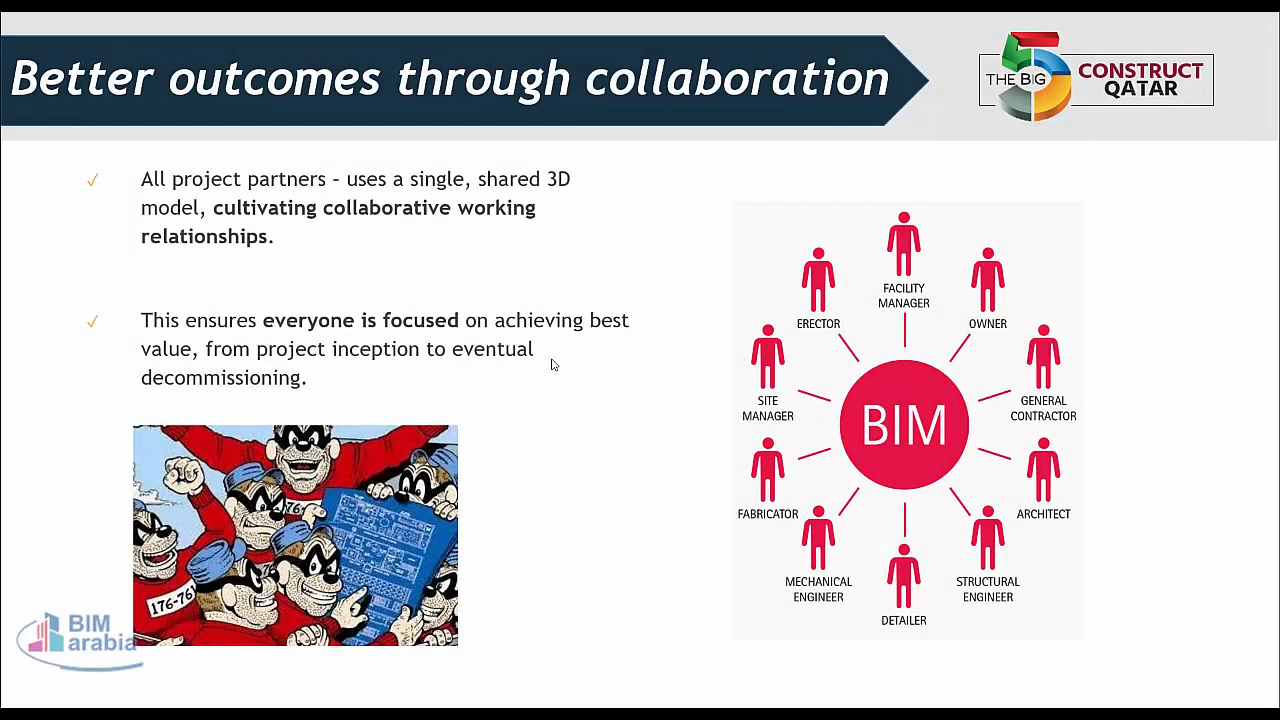 Better outcomes through collaboration
THE BIG 5
CONSTRUCT
QATAR
✓ All project partners – uses a single, shared 3D
model, cultivating collaborative working
relationships.
✓ This ensures everyone is focused on achieving best
value, from project inception to eventual
decommissioning.
FACILITY
MANAGER
ERECTOR
OWNER
SITE
MANAGER
GENERAL
CONTRACTOR
BIM
FABRICATOR
ARCHITECT
MECHANICAL
ENGINEER
STRUCTURAL
ENGINEER
DETAILER
176-76
BIM
arabia